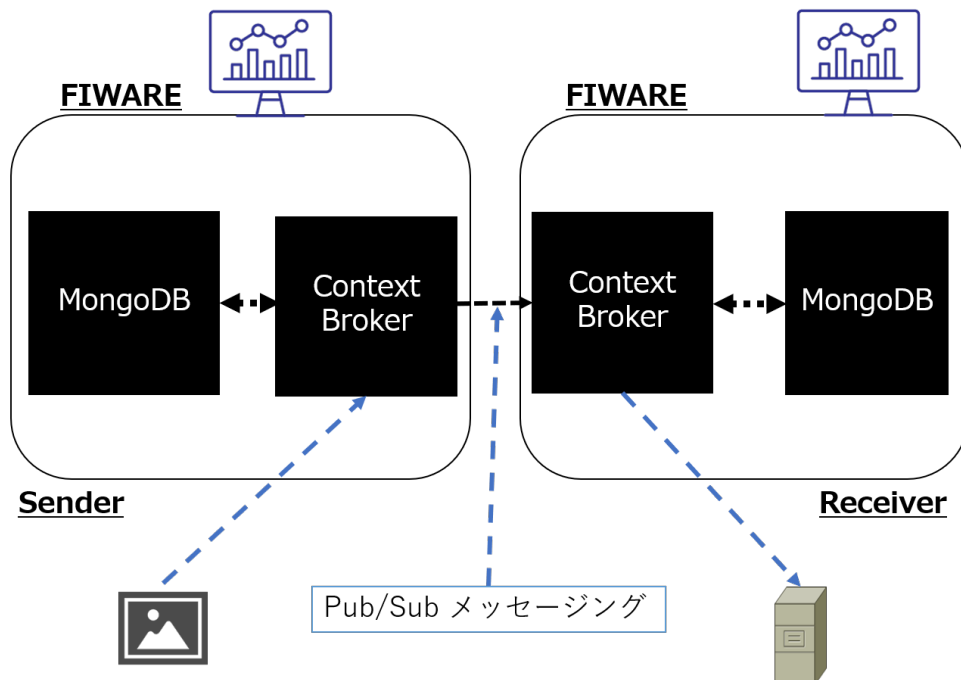 FIWARE
FIWARE
MongoDB
Context
Broker
Context
Broker
MongoDB
Sender
Receiver
Pub/Sub メッセージング